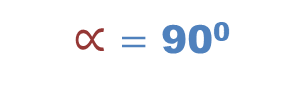 ∝ = 90⁰